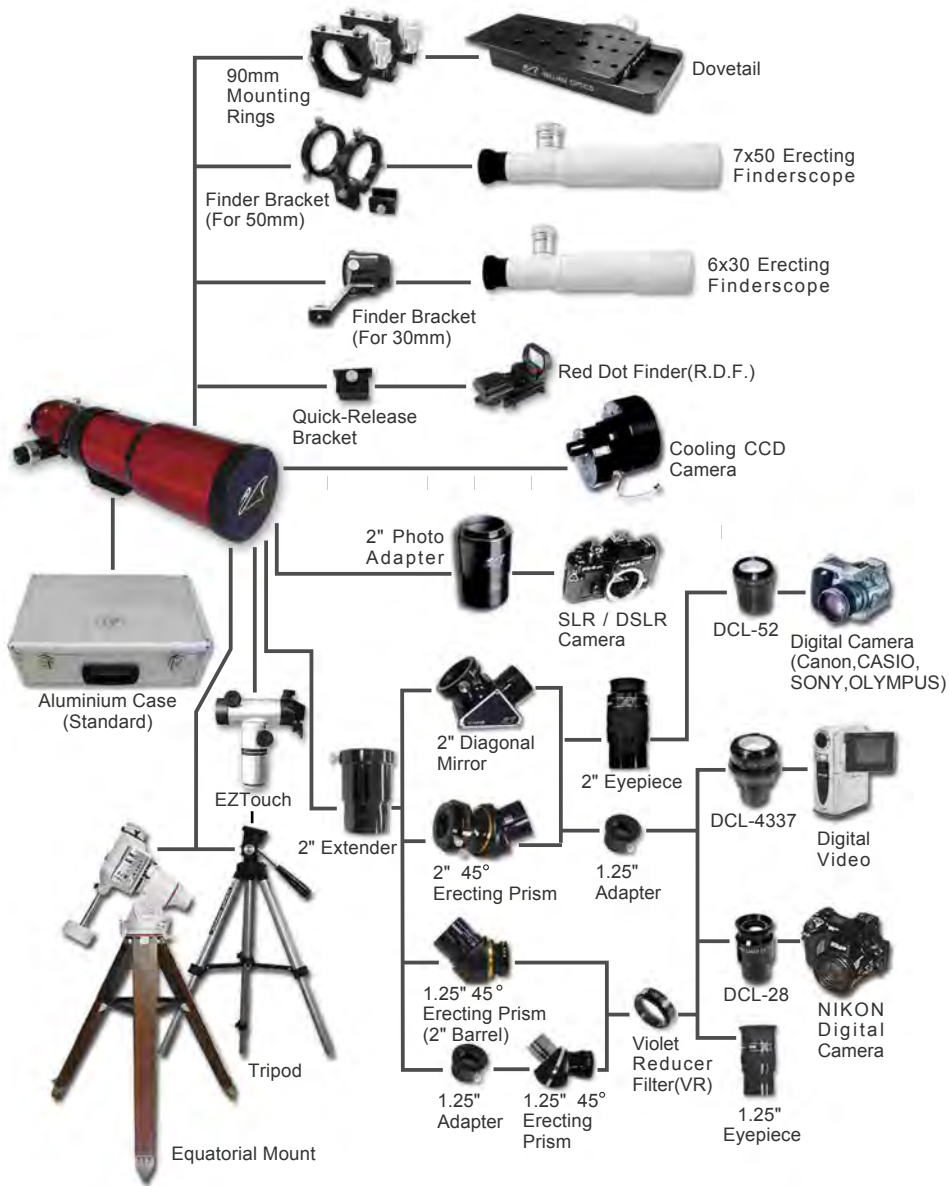 90mm
Mounting
Rings
Dovetail
Finder Bracket
(For 50mm)
7x50 Erecting
Finderscope
Finder Bracket
(For 30mm)
6x30 Erecting
Finderscope
Quick-Release
Bracket
Red Dot Finder(R.D.F.)
Cooling CCD
Camera
2" Photo
Adapter
SLR / DSLR
Camera
DCL-52
Digital Camera
(Canon,CASIO,
SONY,OLYMPUS)
Aluminium Case
(Standard)
EZTouch
2" Extender
2" Diagonal
Mirror
2" Eyepiece
DCL-4337
Digital
Video
2" 45°
Erecting Prism
1.25"
Adapter
1.25" 45°
Erecting Prism
(2" Barrel)
Violet
Reducer
Filter(VR)
DCL-28
NIKON
Digital
Camera
Tripod
1.25"
Adapter
1.25" 45°
Erecting
Prism
1.25"
Eyepiece
Equatorial Mount